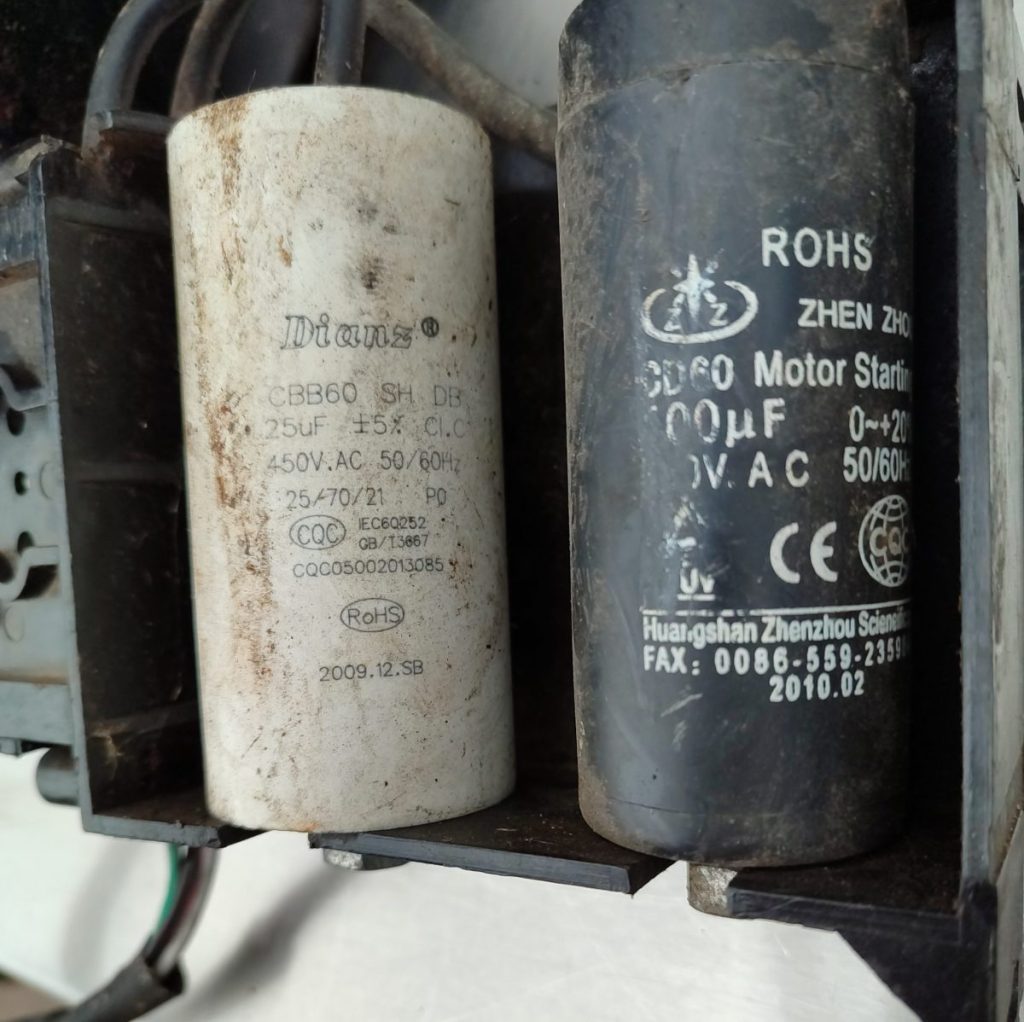 Dianz®
CBB60 SH DB
25uF ±5% Cl.C
450V.AC 50/60Hz
25/70/21 P0
CQC IEC60252
GB/T3667
CQC05002013085
RoHS
2009.12.SB
ROHS
Z Z
ZHEN ZHO
CD60 Motor Startin
00µF 0~+20%
0V. A C 50/60H
CE CQC
Huangshan Zhenzhou
FAX: 0086-559-2359
2010.02